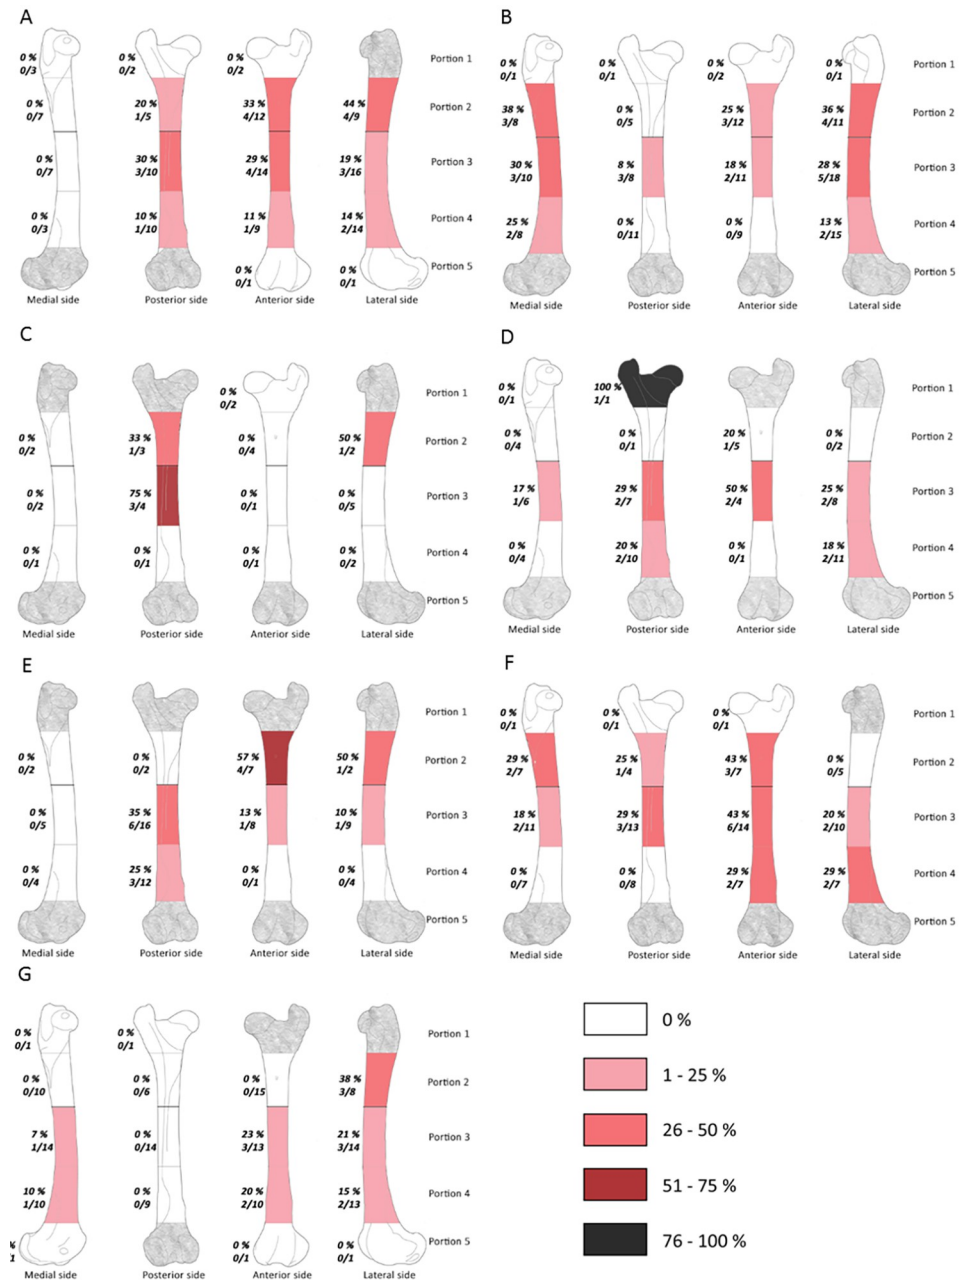 A
0 %
0/3
0 %
0/2
0 %
0/2
Portion 1
0 %
0/7
20 %
1/5
33 %
4/12
44 %
4/9
Portion 2
0 %
0/7
30 %
3/10
29 %
4/14
19 %
3/16
Portion 3
0 %
0/3
10 %
1/10
11 %
1/9
14 %
2/14
Portion 4
0 %
0/1
0 %
0/1
Portion 5
Medial side
Posterior side
Anterior side
Lateral side
B
0 %
0/1
0 %
0/1
0 %
0/2
0 %
0/1
Portion 1
38 %
3/8
0 %
0/5
25 %
3/12
36 %
4/11
Portion 2
30 %
3/10
8 %
3/8
18 %
2/11
28 %
5/18
Portion 3
25 %
2/8
0 %
0/11
0 %
0/9
13 %
2/15
Portion 4
Portion 5
Medial side
Posterior side
Anterior side
Lateral side
C
0 %
0/2
Portion 1
0 %
0/2
33 %
1/3
0 %
0/4
50 %
1/2
Portion 2
0 %
0/2
75 %
3/4
0 %
0/1
0 %
0/5
Portion 3
0 %
0/1
0 %
0/1
0 %
0/1
0 %
0/2
Portion 4
Portion 5
Medial side
Posterior side
Anterior side
Lateral side
D
0 %
0/1
100 %
1/1
Portion 1
0 %
0/4
0 %
0/1
20 %
1/5
0 %
0/2
Portion 2
17 %
1/6
29 %
2/7
50 %
2/4
25 %
2/8
Portion 3
0 %
0/4
20 %
2/10
0 %
0/1
18 %
2/11
Portion 4
Portion 5
Medial side
Posterior side
Anterior side
Lateral side
E
Portion 1
0 %
0/2
0 %
0/2
57 %
4/7
50 %
1/2
Portion 2
0 %
0/5
35 %
6/16
13 %
1/8
10 %
1/9
Portion 3
0 %
0/4
25 %
3/12
0 %
0/1
0 %
0/4
Portion 4
Portion 5
Medial side
Posterior side
Anterior side
Lateral side
F
0 %
0/1
0 %
0/1
0 %
0/1
Portion 1
29 %
2/7
25 %
1/4
43 %
3/7
0 %
0/5
Portion 2
18 %
2/11
29 %
3/13
43 %
6/14
20 %
2/10
Portion 3
0 %
0/7
0 %
0/8
29 %
2/7
29 %
2/7
Portion 4
Portion 5
Medial side
Posterior side
Anterior side
Lateral side
G
0 %
0/1
0 %
0/1
Portion 1
0 %
0/10
0 %
0/6
0 %
0/15
38 %
3/8
Portion 2
7 %
1/14
0 %
0/14
23 %
3/13
21 %
3/14
Portion 3
10 %
1/10
0 %
0/9
20 %
2/10
15 %
2/13
Portion 4
%
1
0 %
0/1
0 %
0/1
Portion 5
Medial side
Posterior side
Anterior side
Lateral side
0 %
1 - 25 %
26 - 50 %
51 - 75 %
76 - 100 %